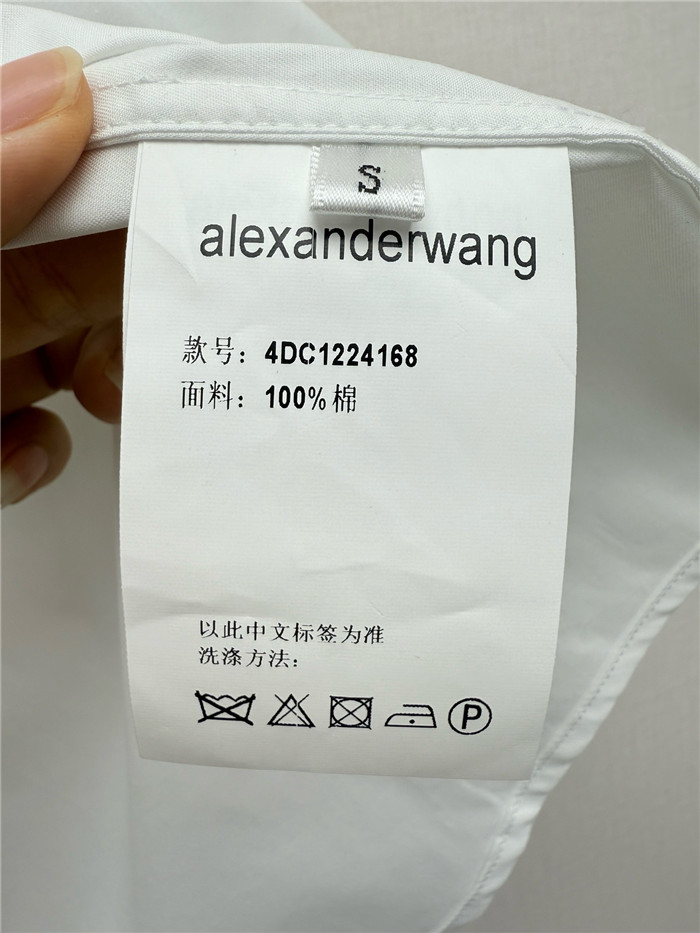 S
alexanderwang
款号：4DC1224168
面料：100%棉
以此中文标签为准
洗涤方法：
P